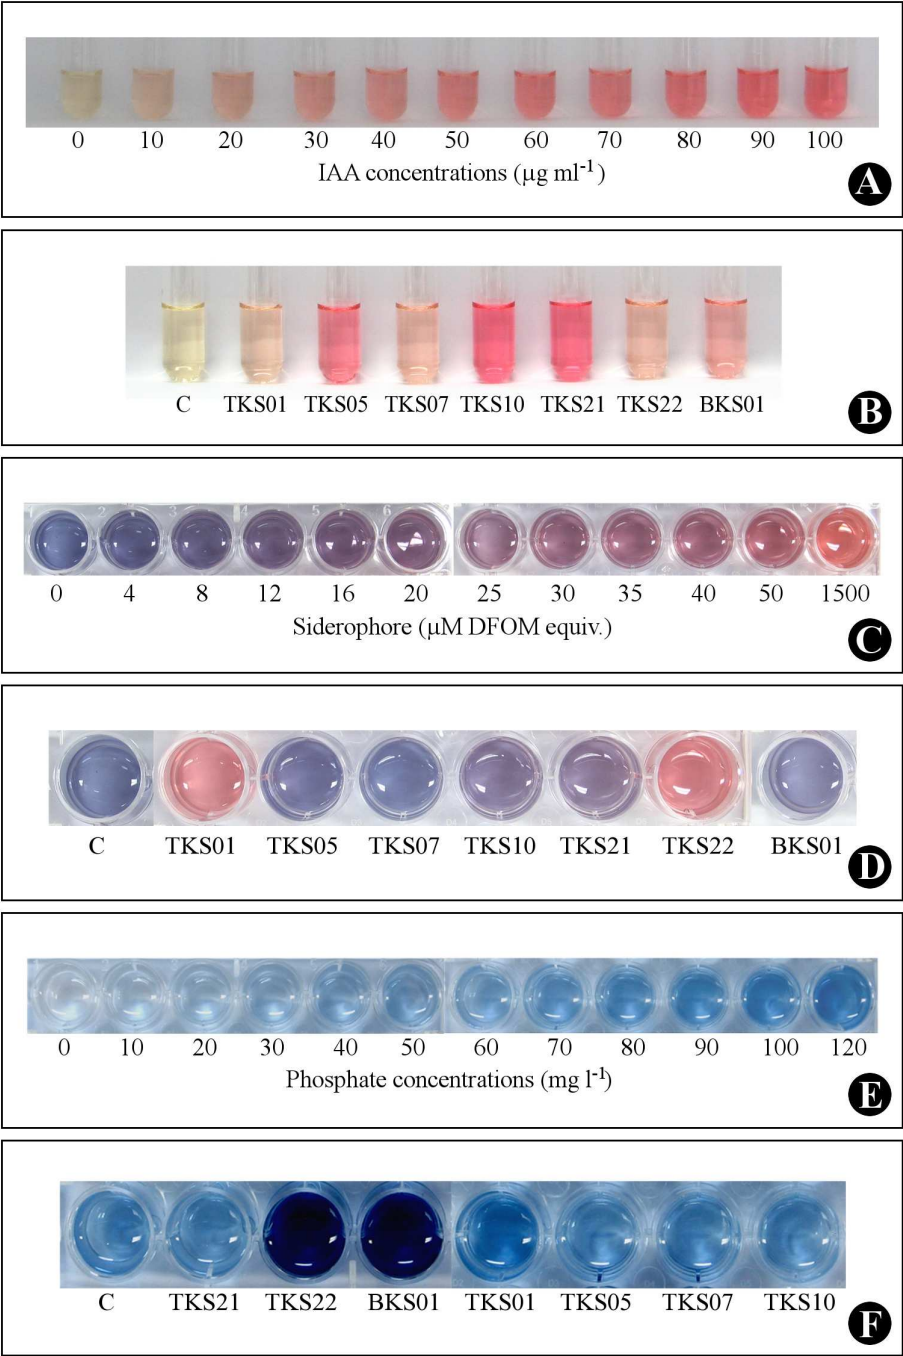 0 10 20 30 40 50 60 70 80 90 100
IAA concentrations (µg ml-1)
A
C TKS01 TKS05 TKS07 TKS10 TKS21 TKS22 BKS01
B
0 4 8 12 16 20 25 30 35 40 50 1500
Siderophore (µM DFOM equiv.)
C
C TKS01 TKS05 TKS07 TKS10 TKS21 TKS22 BKS01
D
0 10 20 30 40 50 60 70 80 90 100 120
Phosphate concentrations (mg l-1)
E
C TKS21 TKS22 BKS01 TKS01 TKS05 TKS07 TKS10
F